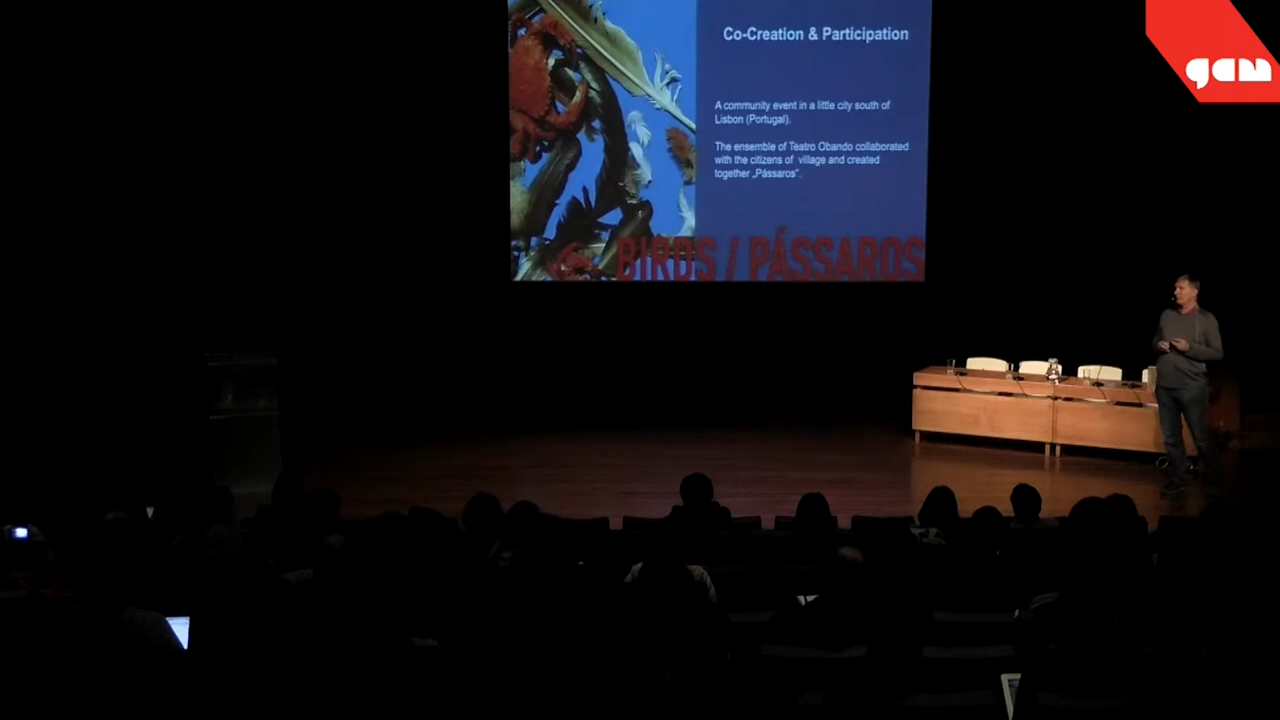 Co-Creation & Participation
A community event in a little city south of
Lisbon (Portugal).
The ensemble of Teatro Obando collaborated
with the citizens of village and created
together „Pássaros“.
BIRDS / PÁSSAROS
gam